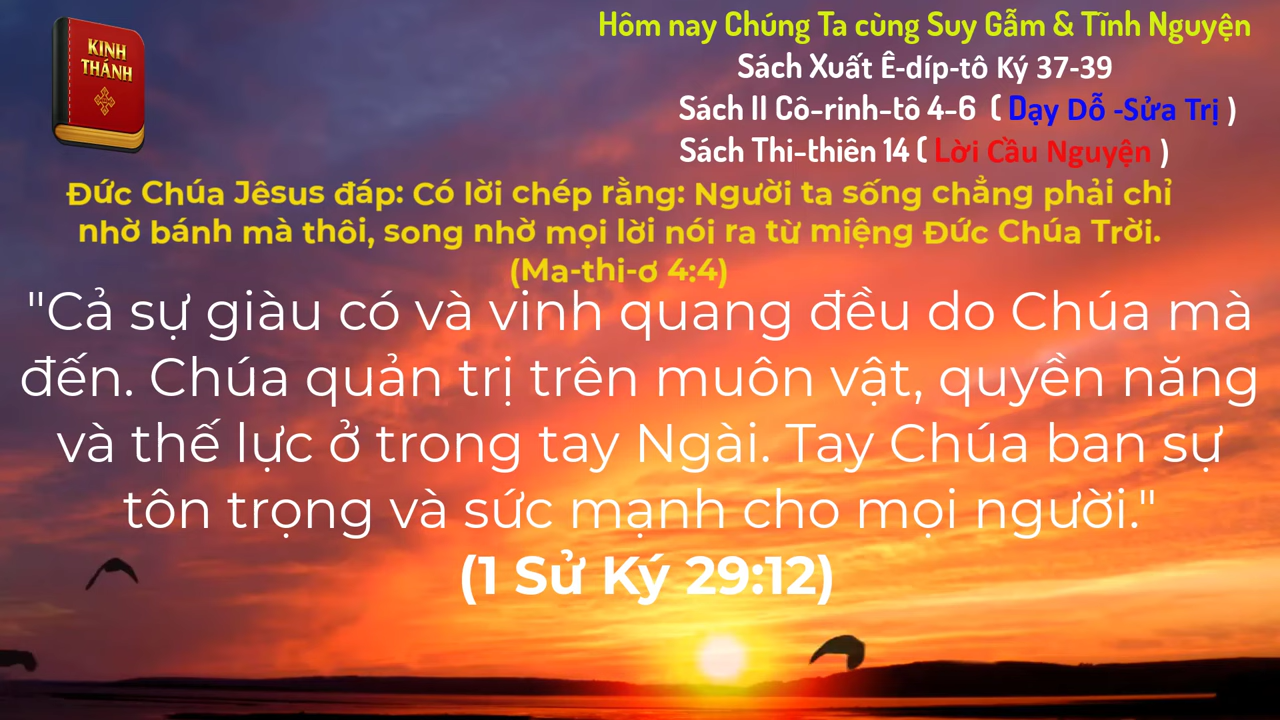 KINH
THÁNH
Hôm nay Chúng Ta cùng Suy Gẫm & Tĩnh Nguyện
Sách Xuất Ê-díp-tô Ký 37-39
Sách II Cô-rinh-tô 4-6 ( Dạy Dỗ -Sửa Trị )
Sách Thi-thiên 14 ( Lời Cầu Nguyện )
Đức Chúa Jêsus đáp: Có lời chép rằng: Người ta sống chẳng phải chỉ
nhờ bánh mà thôi, song nhờ mọi lời nói ra từ miệng Đức Chúa Trời.
(Ma-thi-ơ 4:4)
"Cả sự giàu có và vinh quang đều do Chúa mà
đến. Chúa quản trị trên muôn vật, quyền năng
và thế lực ở trong tay Ngài. Tay Chúa ban sự
tôn trọng và sức mạnh cho mọi người."
(1 Sử Ký 29:12)